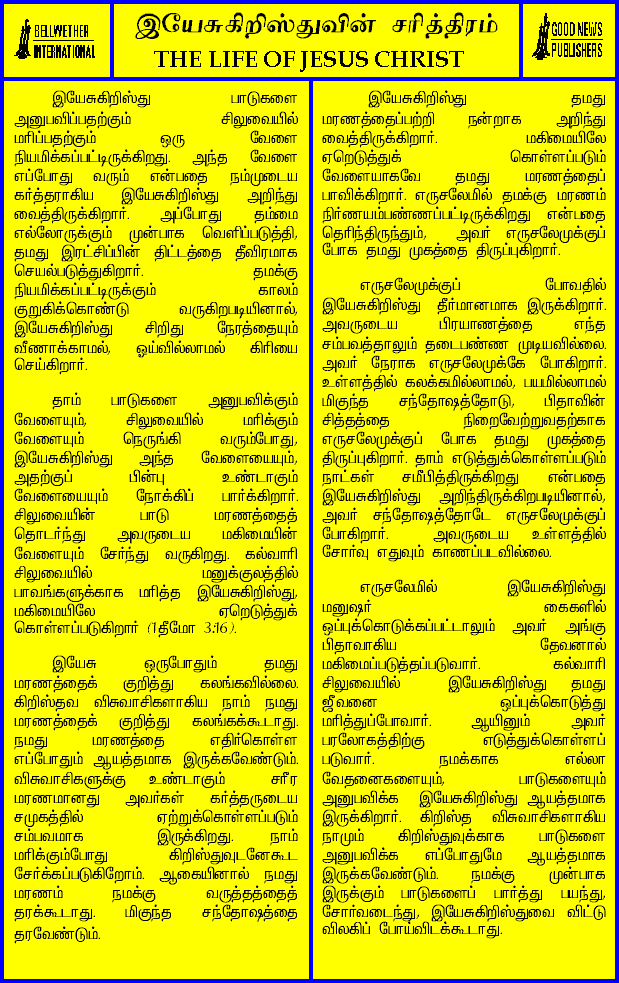 BELLWETHER
INTERNATIONAL
இயேசுகிறிஸ்துவின் சரித்திரம்
THE LIFE OF JESUS CHRIST
GOOD NEWS
PUBLISHERS
இயேசுகிறிஸ்து பாடுகளை
அனுபவிப்பதற்கும் சிலுவையில்
மரிப்பதற்கும் ஒரு வேளை
நியமிக்கப்பட்டிருக்கிறது. அந்த வேளை
எப்போது வரும் என்பதை நம்முடைய
கர்த்தராகிய இயேசுகிறிஸ்து அறிந்து
வைத்திருக்கிறார். அப்போது தம்மை
எல்லோருக்கும் முன்பாக வெளிப்படுத்தி,
தமது இரட்சிப்பின் திட்டத்தை தீவிரமாக
செயல்படுத்துகிறார். தமக்கு
நியமிக்கப்பட்டிருக்கும் காலம்
குறுகிக்கொண்டு வருகிறபடியினால்,
இயேசுகிறிஸ்து சிறிது நேரத்தையும்
வீணாக்காமல், ஓய்வில்லாமல் கிரியை
செய்கிறார்.
தாம் பாடுகளை அனுபவிக்கும்
வேளையும், சிலுவையில் மரிக்கும்
வேளையும் நெருங்கி வரும்போது,
இயேசுகிறிஸ்து அந்த வேளையையும்,
அதற்குப் பின்பு உண்டாகும்
வேளையையும் நோக்கிப் பார்க்கிறார்.
சிலுவையின் பாடு மரணத்தைத்
தொடர்ந்து அவருடைய மகிமையின்
வேளையும் சேர்ந்து வருகிறது. கல்வாரி
சிலுவையில் மனுக்குலத்தில்
பாவங்களுக்காக மரித்த இயேசுகிறிஸ்து,
மகிமையிலே ஏறெடுத்துக்
கொள்ளப்படுகிறார் (1தீமோ 3:16).
இயேசு ஒருபோதும் தமது
மரணத்தைக் குறித்து கலங்கவில்லை.
கிறிஸ்தவ விசுவாசிகளாகிய நாம் நமது
மரணத்தைக் குறித்து கலங்கக்கூடாது.
நமது மரணத்தை எதிர்கொள்ள
எப்போதும் ஆயத்தமாக இருக்கவேண்டும்.
விசுவாசிகளுக்கு உண்டாகும் சரீர
மரணமானது அவர்கள் கர்த்தருடைய
சமுகத்தில் ஏற்றுக்கொள்ளப்படும்
சம்பவமாக இருக்கிறது. நாம்
மரிக்கும்போது கிறிஸ்துவுடனேகூட
சேர்க்கப்படுகிறோம். ஆகையினால் நமது
மரணம் நமக்கு வருத்தத்தைத்
தரக்கூடாது. மிகுந்த சந்தோஷத்தை
தரவேண்டும்.
இயேசுகிறிஸ்து தமது
மரணத்தைப்பற்றி நன்றாக அறிந்து
வைத்திருக்கிறார். மகிமையிலே
ஏறெடுத்துக் கொள்ளப்படும்
வேளையாகவே தமது மரணத்தைப்
பாவிக்கிறார். எருசலேமில் தமக்கு மரணம்
நிர்ணயம்பண்ணப்பட்டிருக்கிறது என்பதை
தெரிந்திருந்தும், அவர் எருசலேமுக்குப்
போக தமது முகத்தை திருப்புகிறார்.
எருசலேமுக்குப் போவதில்
இயேசுகிறிஸ்து தீர்மானமாக இருக்கிறார்.
அவருடைய பிரயாணத்தை எந்த
சம்பவத்தாலும் தடைபண்ண முடியவில்லை.
அவர் நேராக எருசலேமுக்கே போகிறார்.
உள்ளத்தில் கலக்கமில்லாமல், பயமில்லாமல்
மிகுந்த சந்தோஷத்தோடு, பிதாவின்
சித்தத்தை நிறைவேற்றுவதற்காக
எருசலேமுக்குப் போக தமது முகத்தை
திருப்புகிறார். தாம் எடுத்துக்கொள்ளப்படும்
நாட்கள் சமீபித்திருக்கிறது என்பதை
இயேசுகிறிஸ்து அறிந்திருக்கிறபடியினால்,
அவர் சந்தோஷத்தோடே எருசலேமுக்குப்
போகிறார். அவருடைய உள்ளத்தில்
சோர்வு எதுவும் காணப்படவில்லை.
எருசலேமில் இயேசுகிறிஸ்து
மனுஷர் கைகளில்
ஒப்புக்கொடுக்கப்பட்டாலும் அவர் அங்கு
பிதாவாகிய தேவனால்
மகிமைப்படுத்தப்படுவார். கல்வாரி
சிலுவையில் இயேசுகிறிஸ்து தமது
ஜீவனை ஒப்புக்கொடுத்து
மரித்துப்போவார். ஆயினும் அவர்
பரலோகத்திற்கு எடுத்துக்கொள்ளப்
படுவார். நமக்காக எல்லா
வேதனைகளையும், பாடுகளையும்
அனுபவிக்க இயேசுகிறிஸ்து ஆயத்தமாக
இருக்கிறார். கிறிஸ்த விசுவாசிகளாகிய
நாமும் கிறிஸ்துவுக்காக பாடுகளை
அனுபவிக்க எப்போதுமே ஆயத்தமாக
இருக்கவேண்டும். நமக்கு முன்பாக
இருக்கும் பாடுகளைப் பார்த்து பயந்து,
சோர்வடைந்து, இயேசுகிறிஸ்துவை விட்டு
விலகிப் போய்விடக்கூடாது.